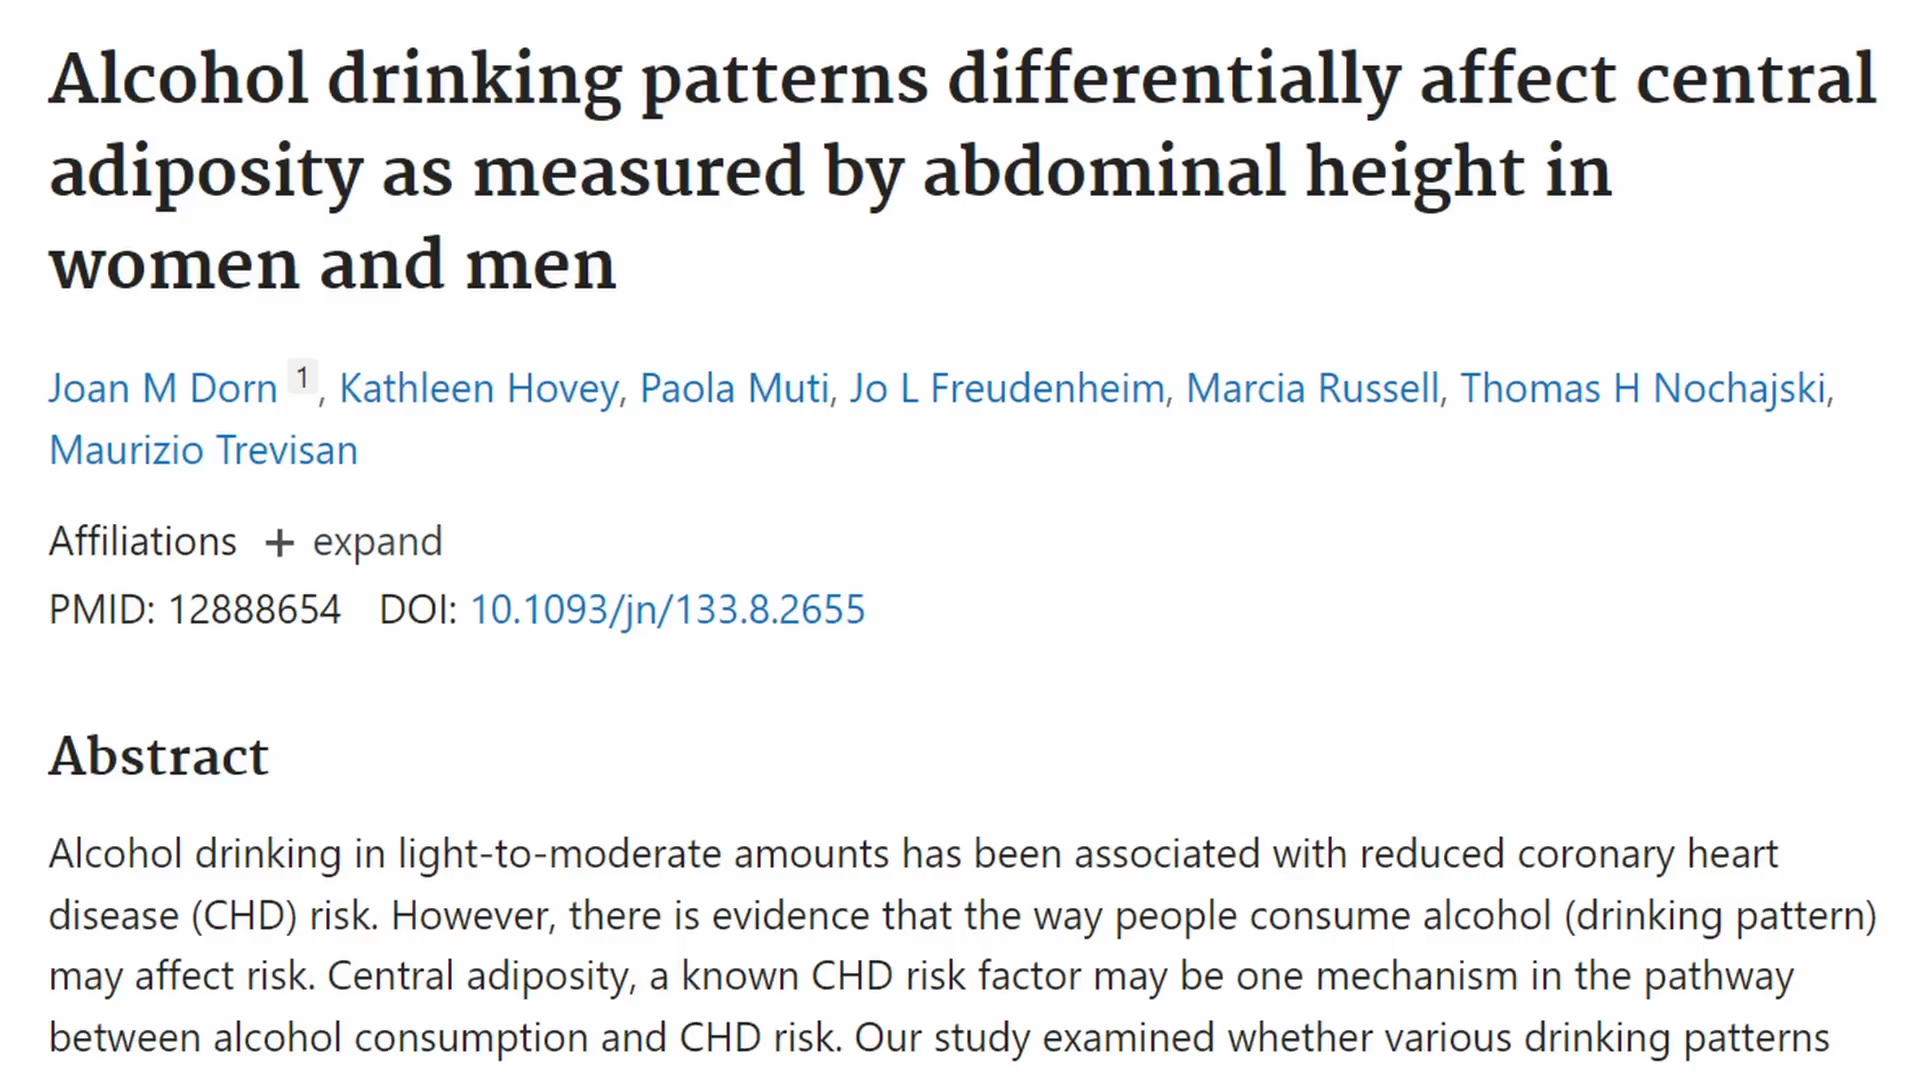 Alcohol drinking patterns differentially affect central
adiposity as measured by abdominal height in
women and men
Joan M Dorn 1, Kathleen Hovey, Paola Muti, Jo L Freudenheim, Marcia Russell, Thomas H Nochajski,
Maurizio Trevisan
Affiliations + expand
PMID: 12888654 DOI: 10.1093/jn/133.8.2655
Abstract
Alcohol drinking in light-to-moderate amounts has been associated with reduced coronary heart
disease (CHD) risk. However, there is evidence that the way people consume alcohol (drinking pattern)
may affect risk. Central adiposity, a known CHD risk factor may be one mechanism in the pathway
between alcohol consumption and CHD risk. Our study examined whether various drinking patterns